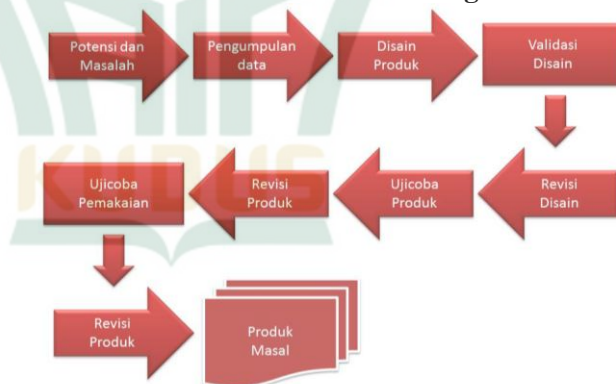 Potensi dan
Masalah
Pengumpulan
data
Disain
Produk
Validasi
Disain
Revisi
Disain
Ujicoba
Produk
Revisi
Produk
Ujicoba
Pemakaian
Revisi
Produk
Produk
Masal
KUDUS